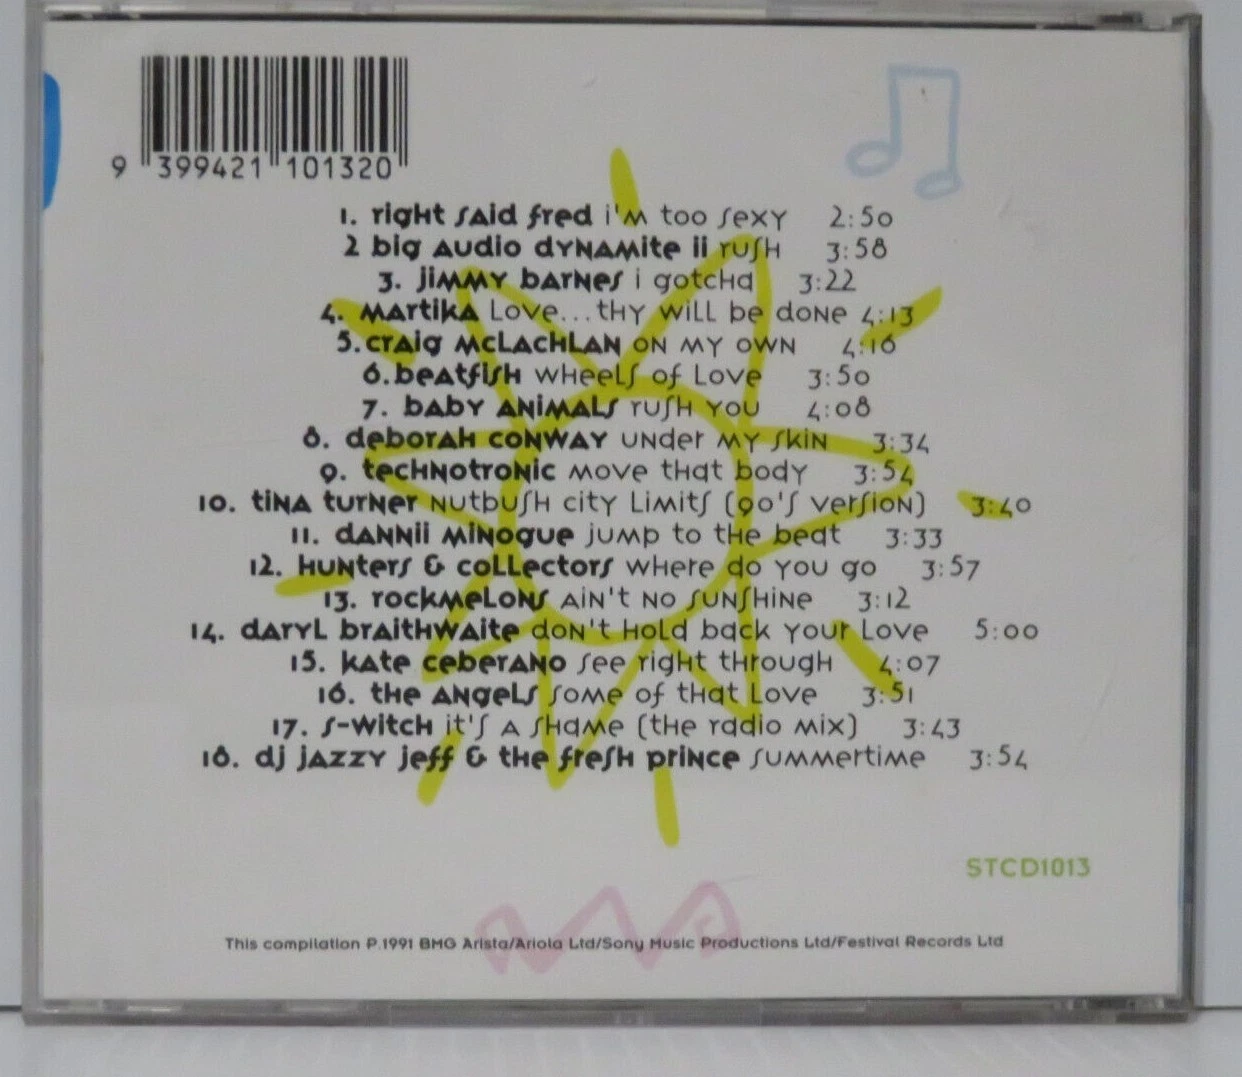 9 399421 101320
1. right said fred i'm too sexy 2:50
2 big audio dynamite ii rush 3:58
3. jimmy barnes i gotcha 3:22
4. martika love...thy will be done 4:13
5. craig mclachlan on my own 4:16
6. beatfish wheels of love 3:50
7. baby animals rush you 4:08
8. deborah conway under my skin 3:34
9. technotronic move that body 3:54
10. tina turner nutbush city limits (90's version) 3:40
11. dannii minogue jump to the beat 3:33
12. hunters & collectors where do you go 3:57
13. rockmelons ain't no sunshine 3:12
14. daryl braithwaite don't hold back your love 5:00
15. kate ceberano see right through 4:07
16. the angels some of that love 3:51
17. s-witch it's a shame (the radio mix) 3:43
18. dj jazzy jeff & the fresh prince summertime 3:54
STCD1013
This compilation P.1991 BMG Arista/Ariola Ltd/Sony Music Productions Ltd/Festival Records Ltd